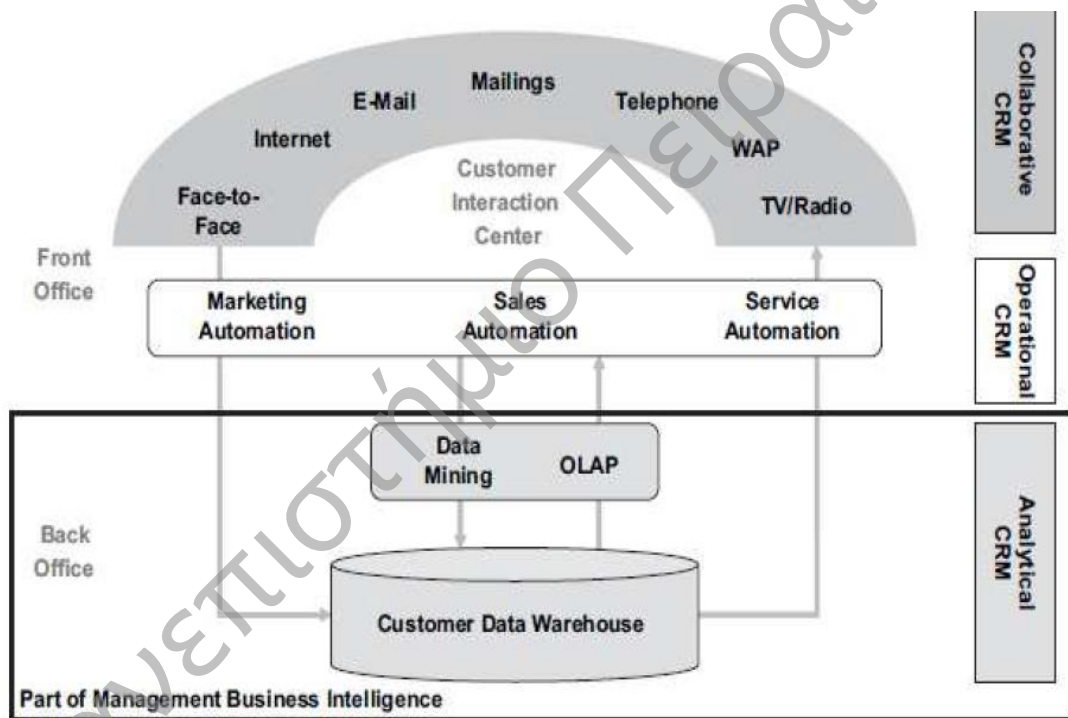 Mailings
E-Mail
Telephone
Internet
WAP
Face-to-
Face
TV/Radio
Customer
Interaction
Center
Collaborative
CRM
Front
Office
Marketing
Automation
Sales
Automation
Service
Automation
Operational
CRM
Data
Mining
OLAP
Back
Office
Customer Data Warehouse
Analytical
CRM
Part of Management Business Intelligence